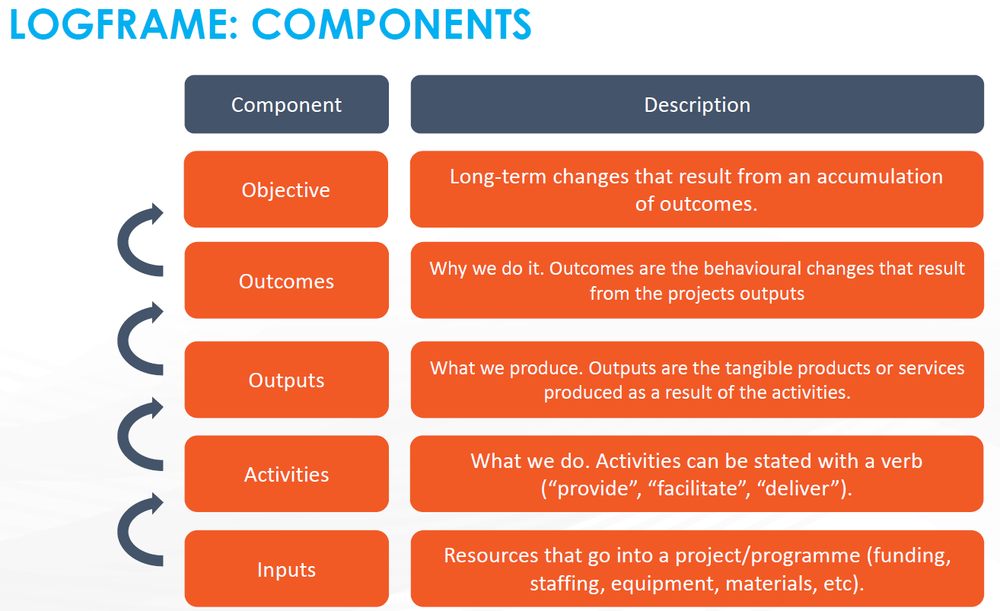 LOGFRAME: COMPONENTS
Component
Description
Objective
Long-term changes that result from an accumulation
of outcomes.
Outcomes
Why we do it. Outcomes are the behavioural changes that result
from the projects outputs
Outputs
What we produce. Outputs are the tangible products or services
produced as a result of the activities.
Activities
What we do. Activities can be stated with a verb
(“provide”, “facilitate”, “deliver”).
Inputs
Resources that go into a project/programme (funding,
staffing, equipment, materials, etc).